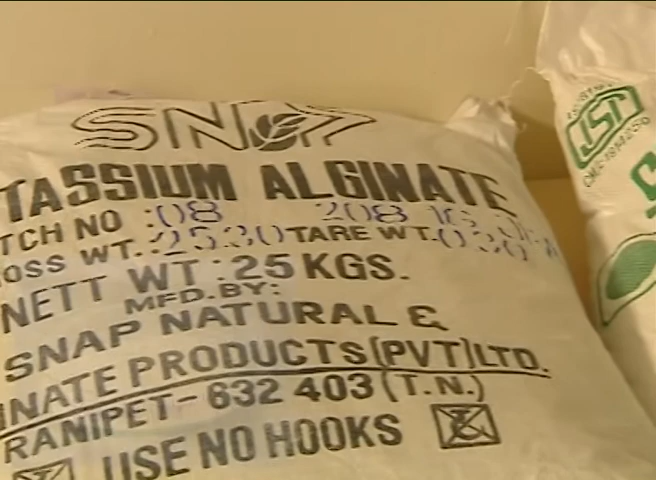 SNAP
TASSIUM ALGINATE
TCH NO :08 208
OSS WT.:25.30 TARE WT.:0.30
NETT WT : 25 KGS.
MFD.BY:
SNAP NATURAL &
INATE PRODUCTS(PVT)LTD.
RANIPET-632 403 (T.N.)
USE NO HOOKS